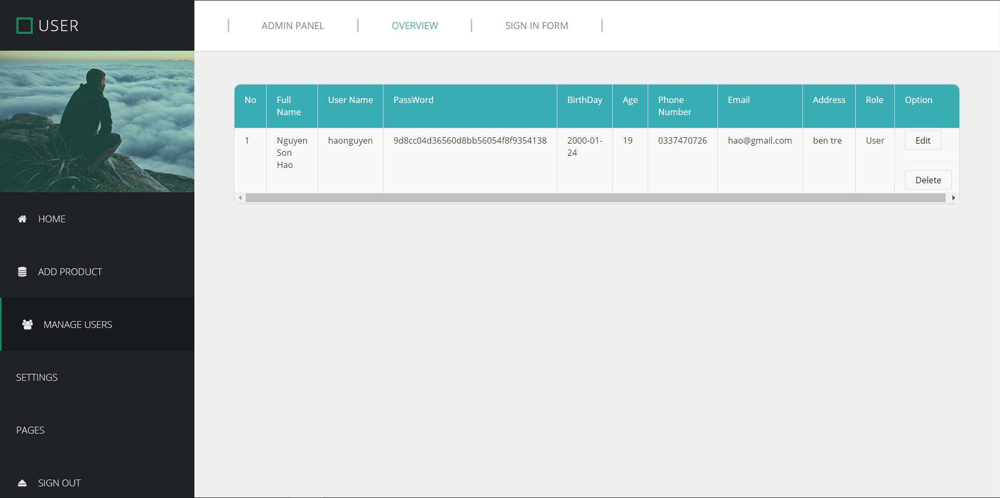 USER
ADMIN PANEL
OVERVIEW
SIGN IN FORM
HOME
ADD PRODUCT
MANAGE USERS
SETTINGS
PAGES
SIGN OUT
No
Full
Name
User Name
PassWord
BirthDay
Age
Phone
Number
Email
Address
Role
Option
1
Nguyen
Son
Hao
haonguyen
9d8cc04d36560d8bb56054f8f9354138
2000-01-
24
19
0337470726
hao@gmail.com
ben tre
User
Edit
Delete